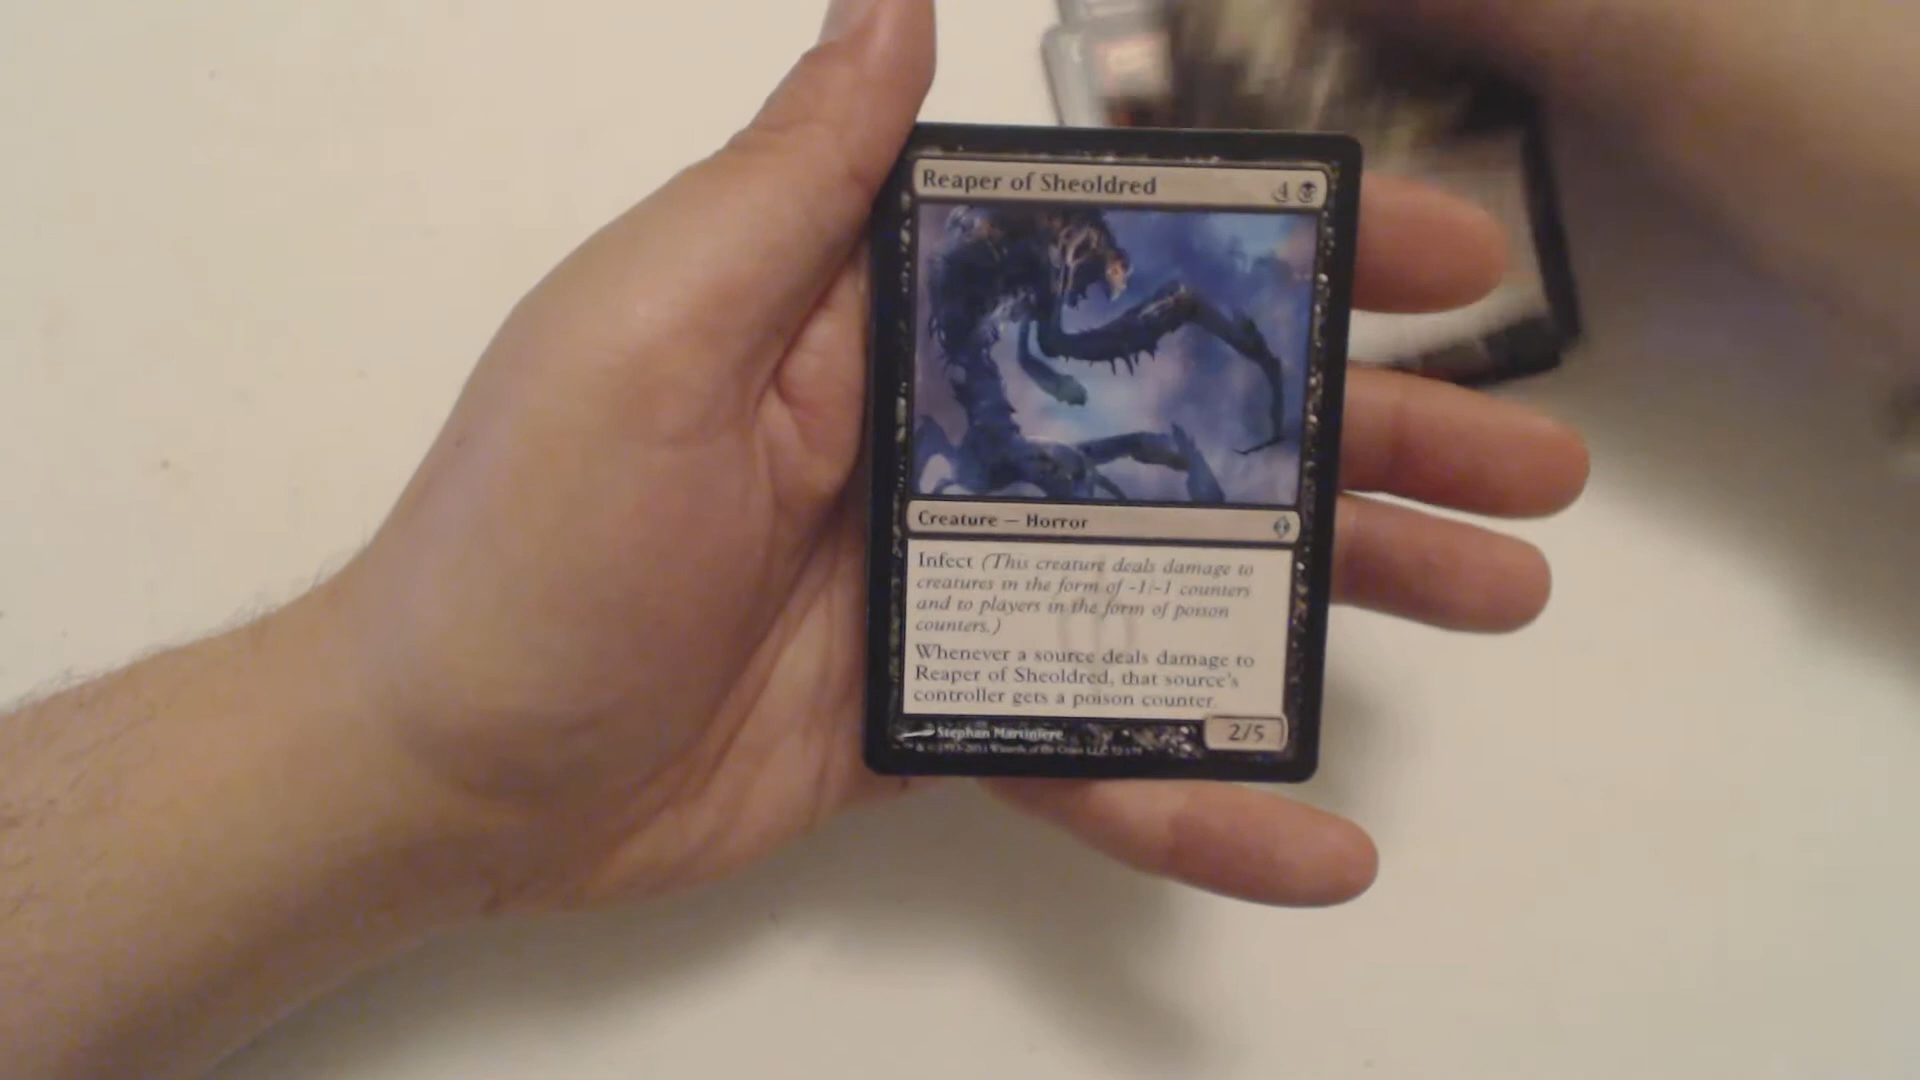 Reaper of Sheoldred 4
Creature — Horror
Infect (This creature deals damage to
creatures in the form of -1/-1 counters
and to players in the form of poison
counters.)
Whenever a source deals damage to
Reaper of Sheoldred, that source's
controller gets a poison counter.
Stephan Martiniere
2/5